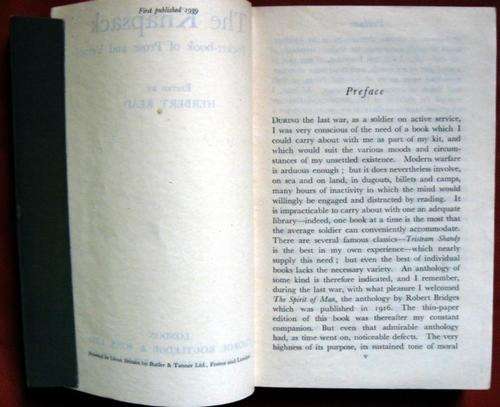 First published 1939
The Knapsack
Pocket-book of Prose and Verse
EDITED BY
HERBERT READ
LONDON
GEORGE ROUTLEDGE & SONS LTD.
Printed in Great Britain by Butler & Tanner Ltd., Frome and London
Preface
DURING the last war, as a soldier on active service,
I was very conscious of the need of a book which I
could carry about with me as part of my kit, and
which would suit the various moods and circum-
stances of my unsettled existence. Modern warfare
is arduous enough ; but it does nevertheless involve,
on sea and on land, in dugouts, billets and camps,
many hours of inactivity in which the mind would
willingly be engaged and distracted by reading. It
is impracticable to carry about with one an adequate
library—indeed, one book at a time is the most that
the average soldier can conveniently accommodate.
There are several famous classics—Tristram Shandy
is the best in my own experience—which nearly
supply this need ; but even the best of individual
books lacks the necessary variety. An anthology of
some kind is therefore indicated, and I remember,
during the last war, with what pleasure I welcomed
The Spirit of Man, the anthology by Robert Bridges
which was published in 1916. The thin-paper
edition of this book was thereafter my constant
companion. But even that admirable anthology
had, as time went on, noticeable defects. The very
highness of its purpose, its sustained tone of moral
v